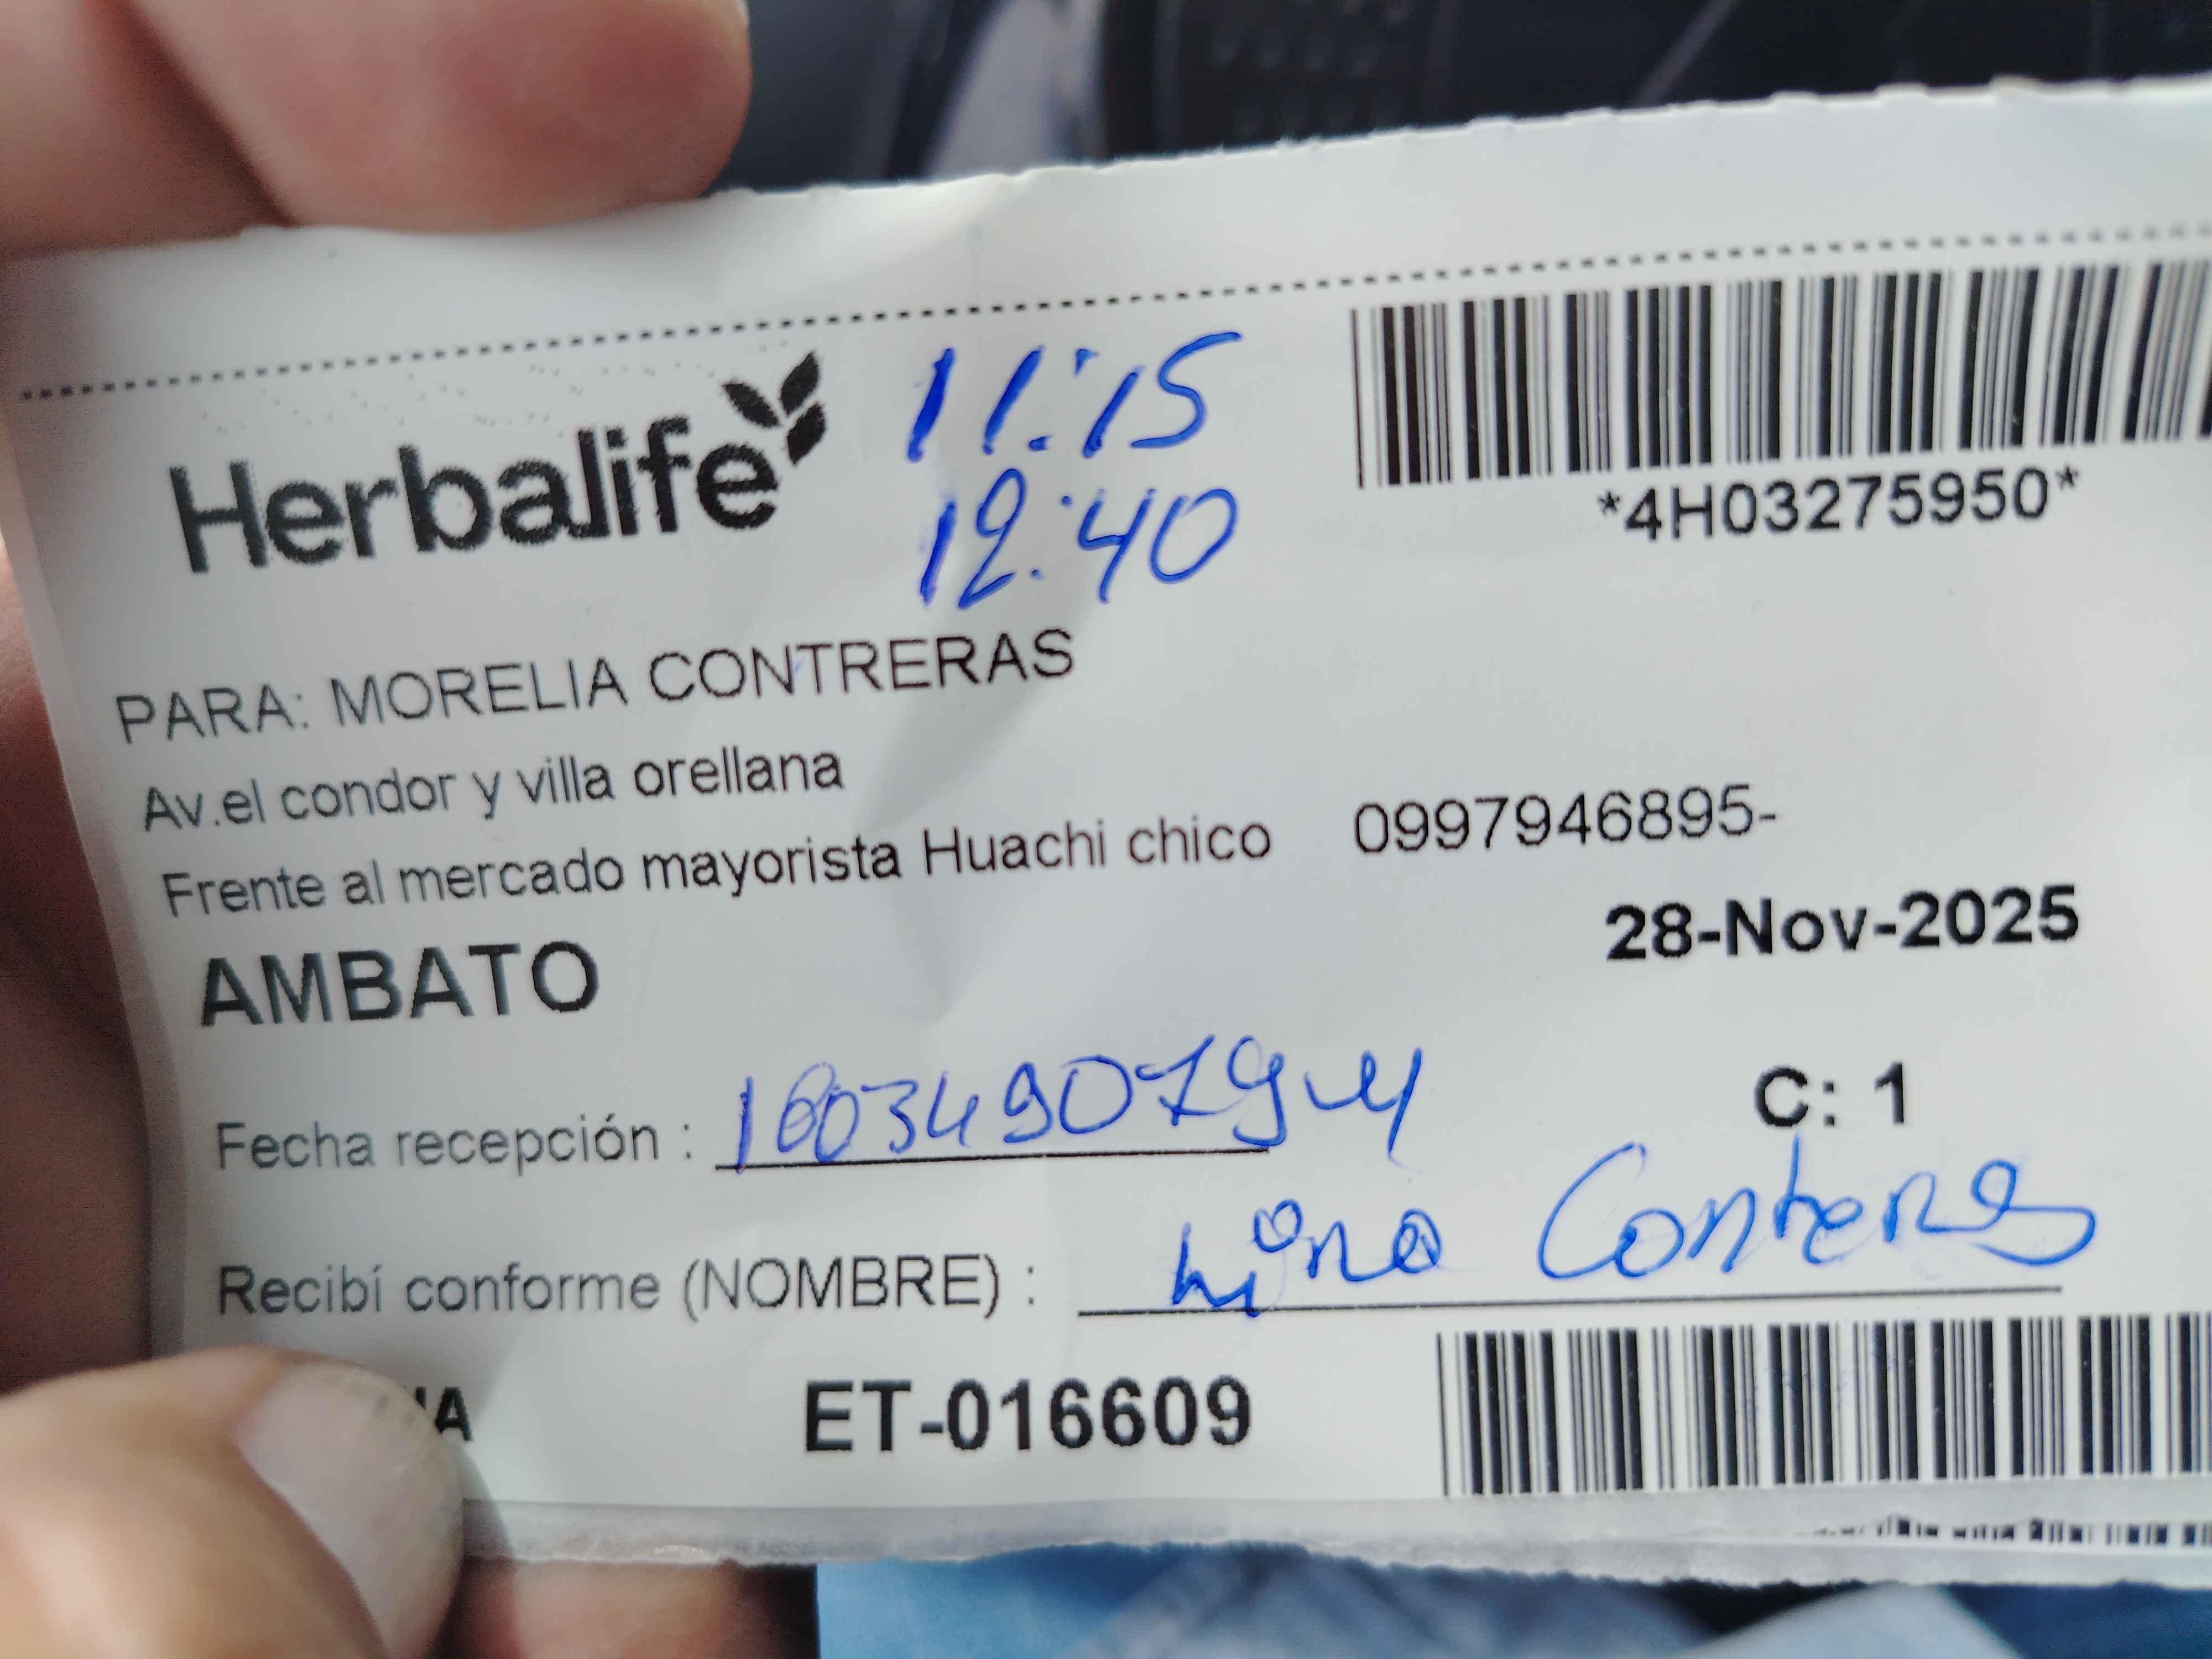 Herbalife
11:15
12:40
*4H03275950*
PARA: MORELIA CONTRERAS
Av.el condor y villa orellana
Frente al mercado mayorista Huachi chico 0997946895-
28-Nov-2025
AMBATO
C: 1
Fecha recepción :
Recibí conforme (NOMBRE) : Lina Contreras
ET-016609